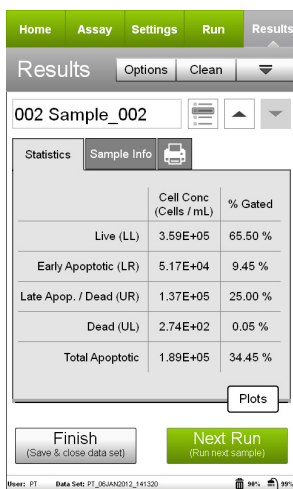 Home Assay Settings Run Results
Results Options Clean
002 Sample_002
Statistics Sample Info
Cell Conc
(Cells / mL) % Gated
Live (LL) 3.59E+05 65.50 %
Early Apoptotic (LR) 5.17E+04 9.45 %
Late Apop. / Dead (UR) 1.37E+05 25.00 %
Dead (UL) 2.74E+02 0.05 %
Total Apoptotic 1.89E+05 34.45 %
Plots
Finish Next Run
(Save & close data set) (Run next sample)
User: PT Data Set: PT_06JAN2012_141320 90% 99%